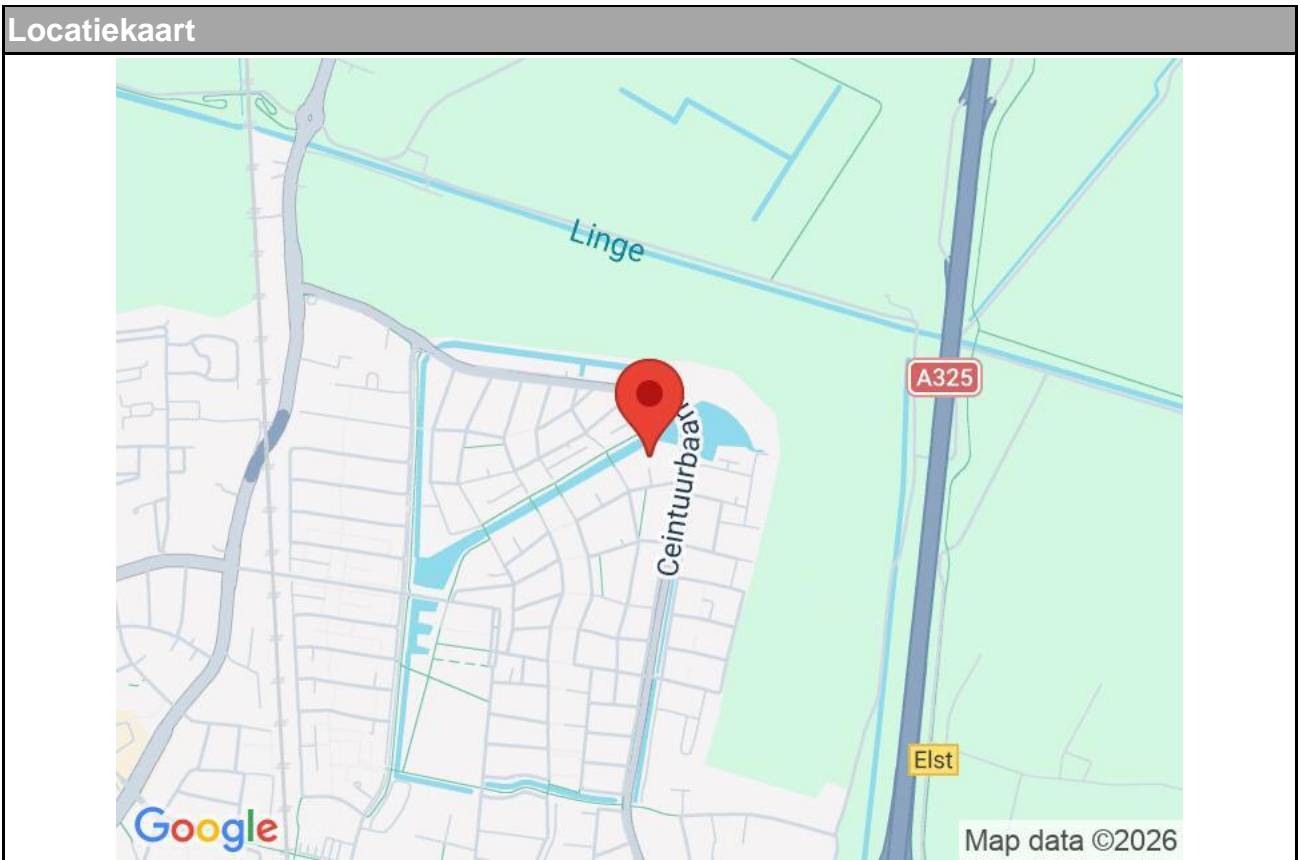 Locatiekaart
Linge
A325
Ceintuurbaan
Elst
Google
Map data ©2026